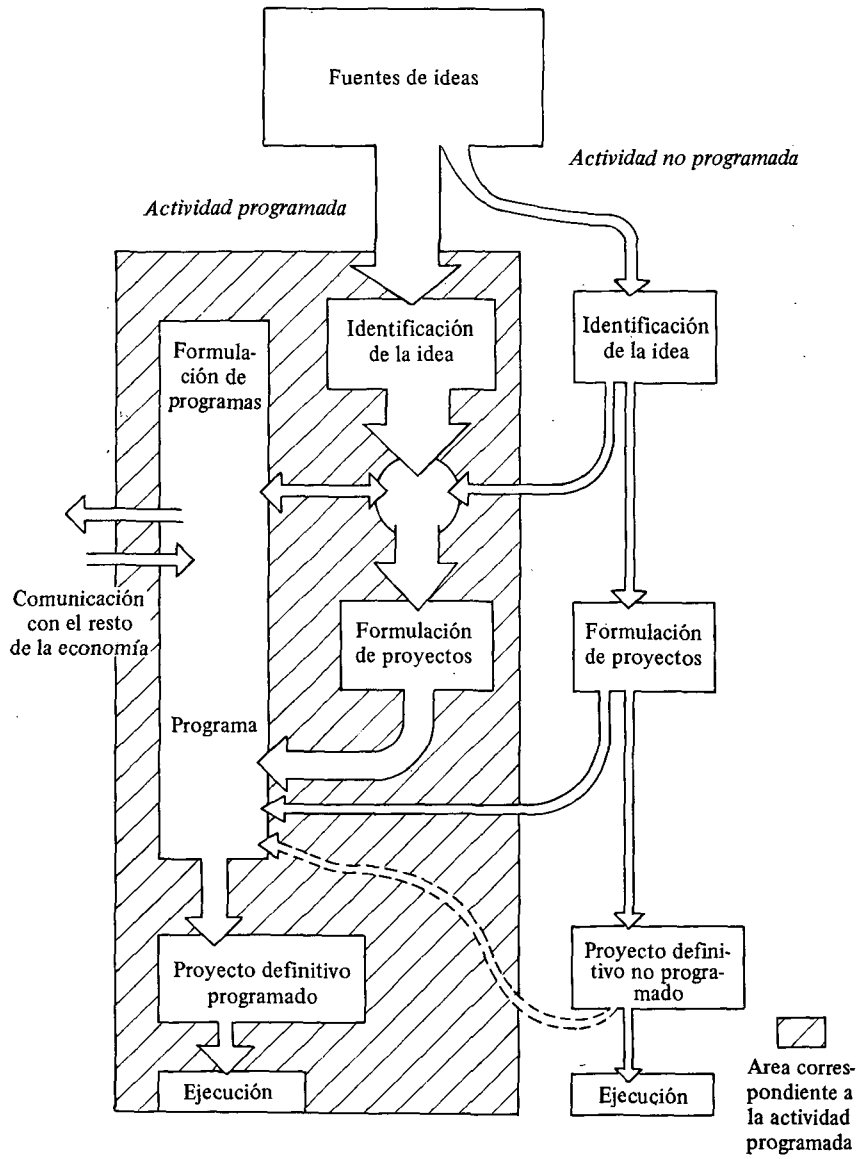 Fuentes de ideas
Actividad no programada
Actividad programada
Identificación
de la idea
Identificación
de la idea
Formula-
ción de
programas
Comunicación
con el resto
de la economía
Formulación
de proyectos
Formulación
de proyectos
Programa
Proyecto definitivo
programado
Proyecto defini-
tivo no progra-
mado
Ejecución
Ejecución
Area corres-
pondiente a
la actividad
programada